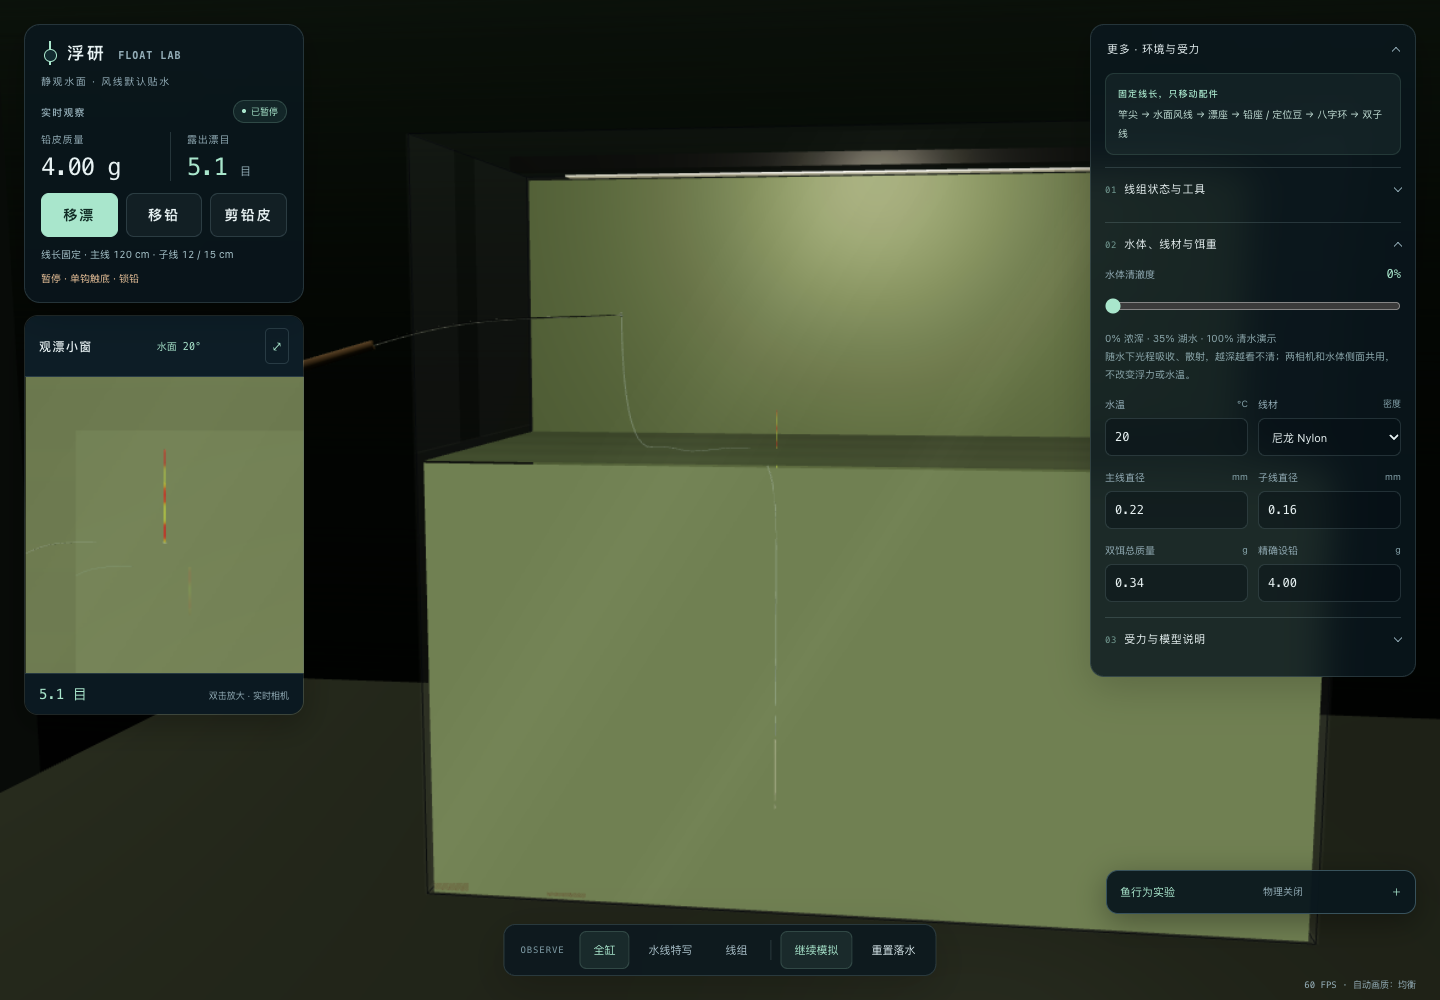 浮研 FLOAT LAB
静观水面 · 风线默认贴水
实时观察
已暂停
铅皮质量
4.00 g
露出漂目
5.1 目
移漂
移铅
剪铅皮
线长固定 · 主线 120 cm · 子线 12 / 15 cm
暂停 · 单钩触底 · 锁铅
观漂小窗
水面 20°
5.1 目
双击放大 · 实时相机
更多 · 环境与受力
固定线长，只移动配件
竿尖 → 水面风线 → 漂座 → 铅座 / 定位豆 → 八字环 → 双子
线
01 线组状态与工具
02 水体、线材与饵重
水体清澈度
0%
0% 浓浑 · 35% 湖水 · 100% 清水演示
随水下光程吸收、散射，越深越看不清；两相机和水体侧面共用，
不改变浮力或水温。
水温 °C
线材 密度
20
尼龙 Nylon
主线直径 mm
子线直径 mm
0.22
0.16
双饵总质量 g
精确设铅 g
0.34
4.00
03 受力与模型说明
鱼行为实验
物理关闭
+
OBSERVE
全缸
水线特写
线组
继续模拟
重置落水
60 FPS · 自动画质：均衡